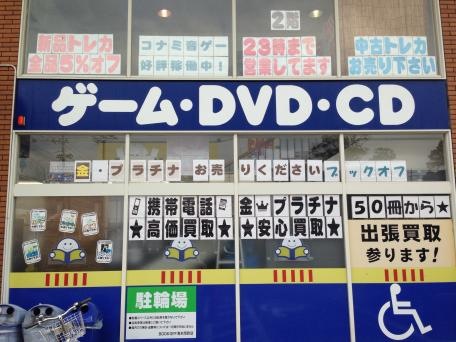 2階
新品トレカ
全品5%オフ
コナミ音ゲー
好評稼働中!
23時まで
営業してます
中古トレカ
お売り下さい
ゲーム・DVD・CD
金・プラチナ お売りください ブックオフ
携帯電話
★高価買取★
金 プラチナ
★安心買取★
50冊から★
出張買取
参ります!
駐輪場